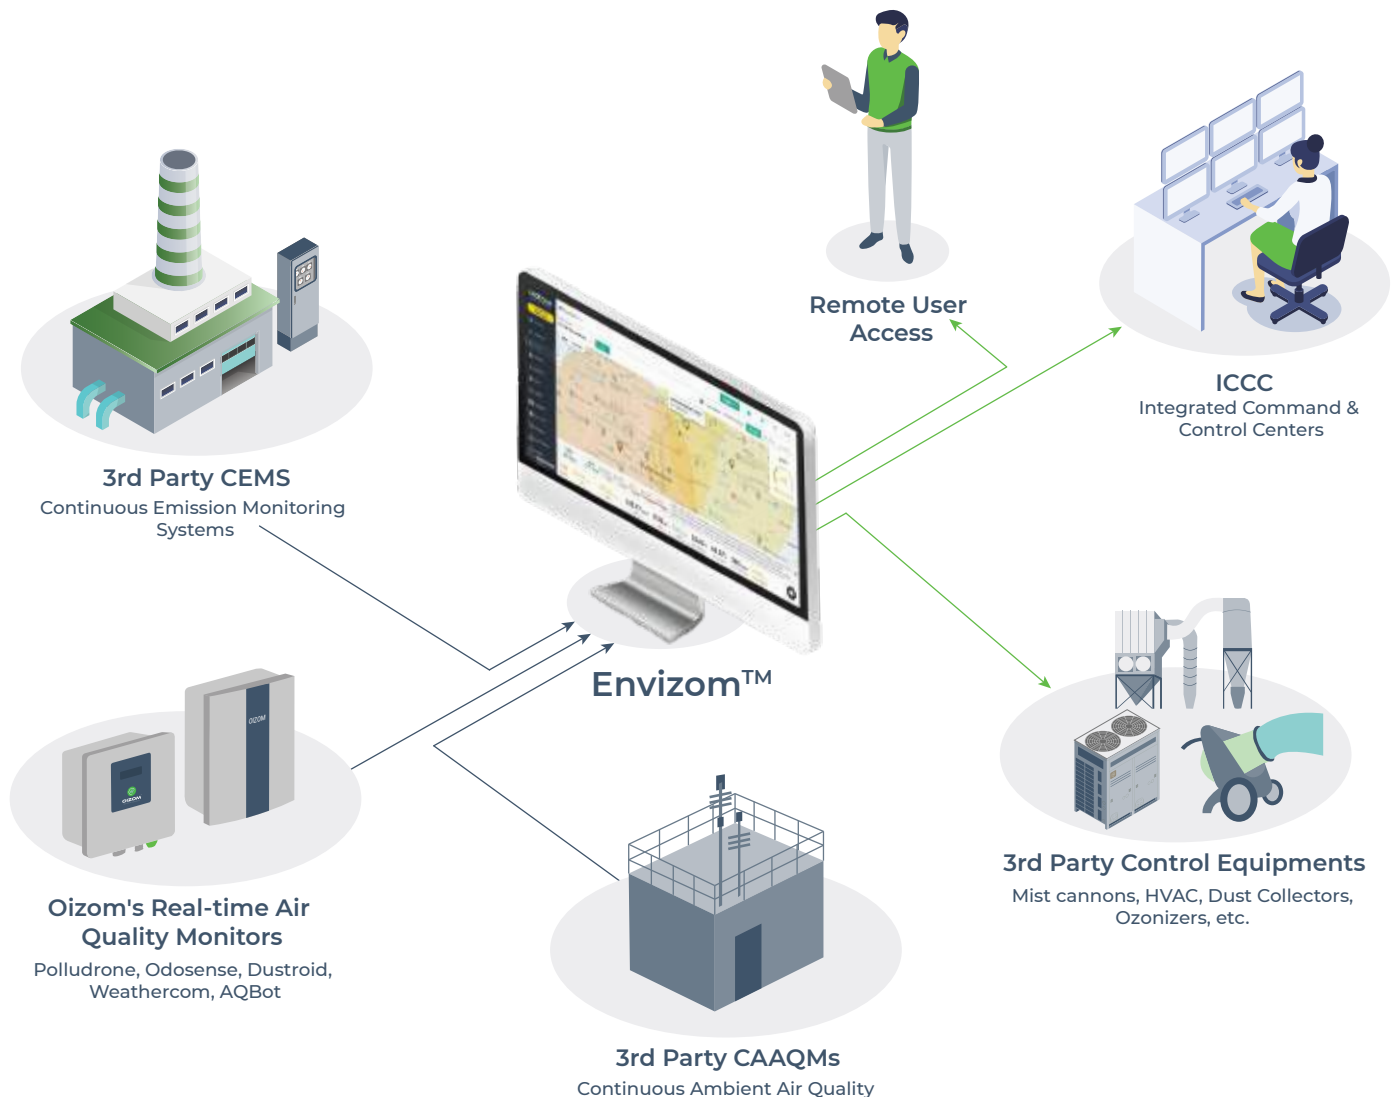 Remote User
Access
ICCC
Integrated Command &
Control Centers
3rd Party CEMS
Continuous Emission Monitoring
Systems
Envizom™
OIZOM
OIZOM
Oizom's Real-time Air
Quality Monitors
Polludrone, Odosense, Dustroid,
Weathercom, AQBot
3rd Party Control Equipments
Mist cannons, HVAC, Dust Collectors,
Ozonizers, etc.
3rd Party CAAQMs
Continuous Ambient Air Quality